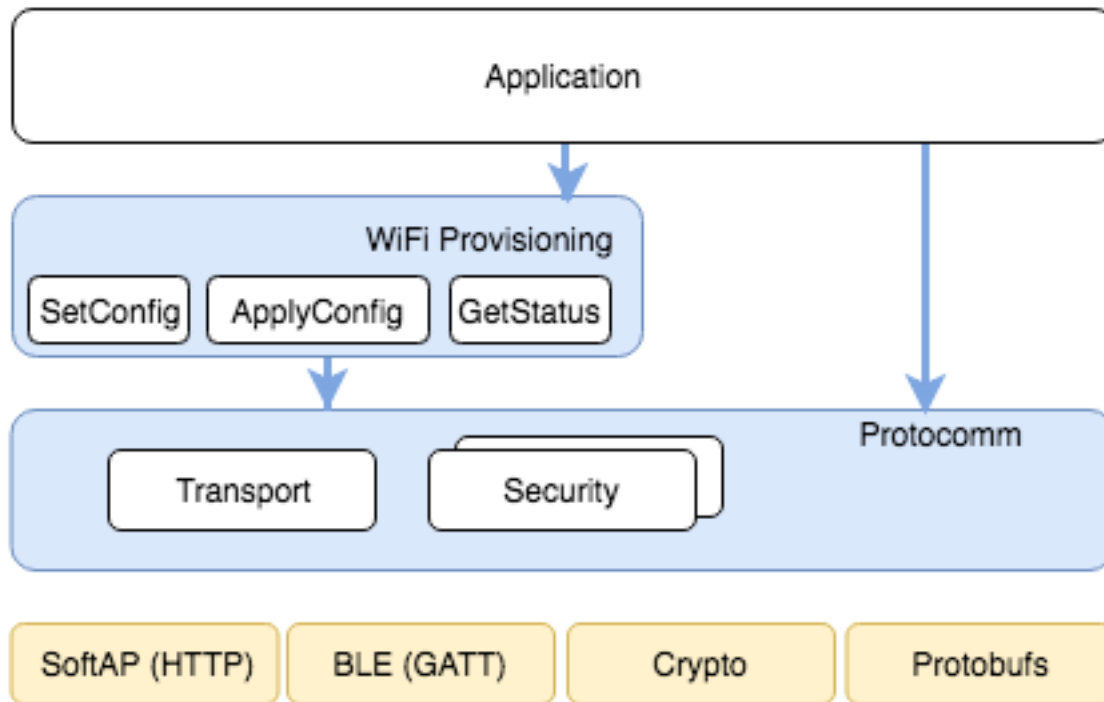 Application
WiFi Provisioning
SetConfig
ApplyConfig
GetStatus
Protocomm
Transport
Security
SoftAP (HTTP)
BLE (GATT)
Crypto
Protobufs